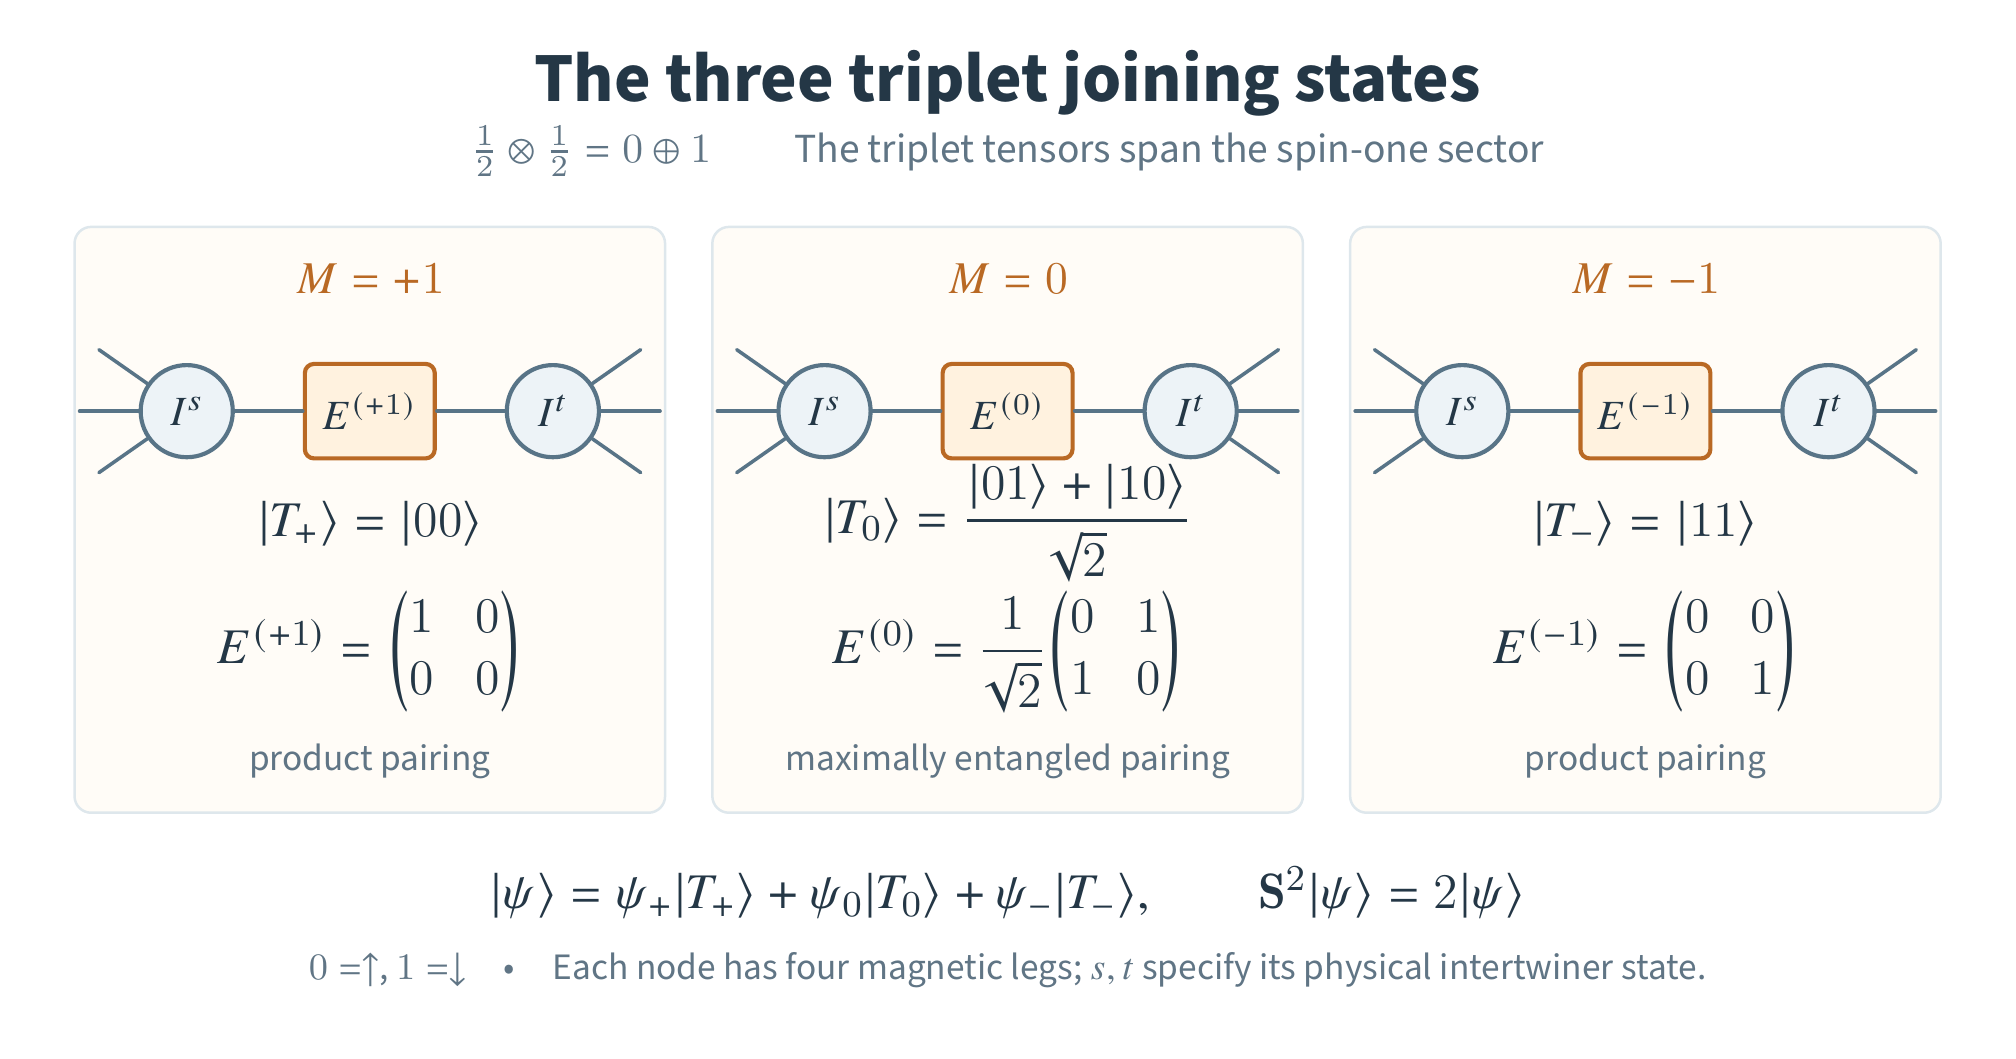 The three triplet joining states
½ ⊗ ½ = 0 ⊕ 1 The triplet tensors span the spin-one sector
M = +1
I^s E^(+1) I^t
|T₊⟩ = |00⟩
E^(+1) = (1 0; 0 0)
product pairing
M = 0
I^s E^(0) I^t
|T₀⟩ = (|01⟩ + |10⟩)/√2
E^(0) = 1/√2 (0 1; 1 0)
maximally entangled pairing
M = −1
I^s E^(−1) I^t
|T₋⟩ = |11⟩
E^(−1) = (0 0; 0 1)
product pairing
|ψ⟩ = ψ₊|T₊⟩ + ψ₀|T₀⟩ + ψ₋|T₋⟩, S²|ψ⟩ = 2|ψ⟩
0 =↑, 1 =↓ • Each node has four magnetic legs; s, t specify its physical intertwiner state.